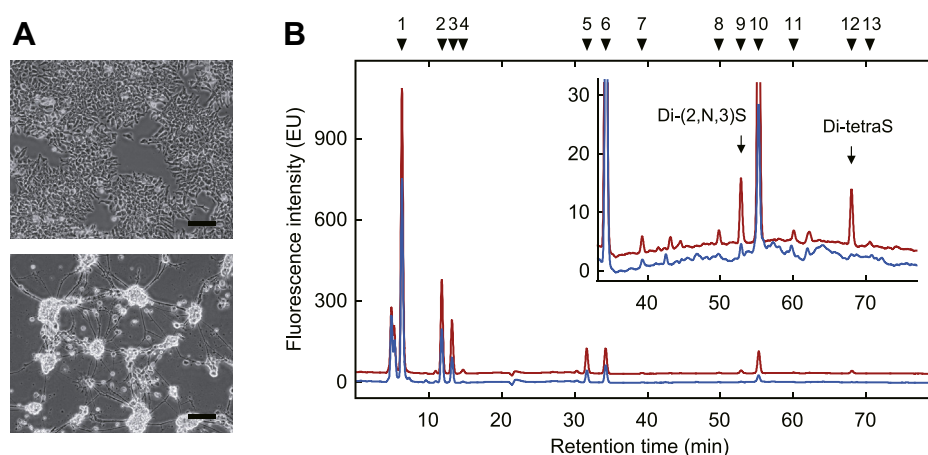 A
B
1 2 3 4 5 6 7 8 9 10 11 12 13
Fluorescence intensity (EU)
900
600
300
0
30
20
10
0
Di-(2,N,3)S
Di-tetraS
40 50 60 70
10 20 30 40 50 60 70
Retention time (min)